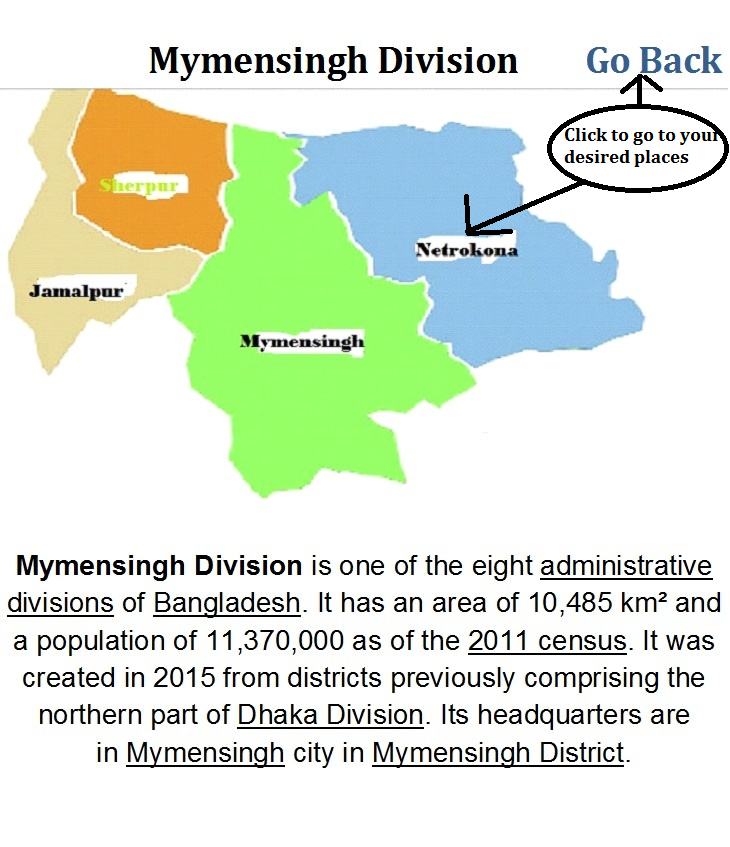 Mymensingh Division Go Back
Click to go to your
desired places
Sherpur
Netrokona
Jamalpur
Mymensingh
Mymensingh Division is one of the eight administrative
divisions of Bangladesh. It has an area of 10,485 km² and
a population of 11,370,000 as of the 2011 census. It was
created in 2015 from districts previously comprising the
northern part of Dhaka Division. Its headquarters are
in Mymensingh city in Mymensingh District.